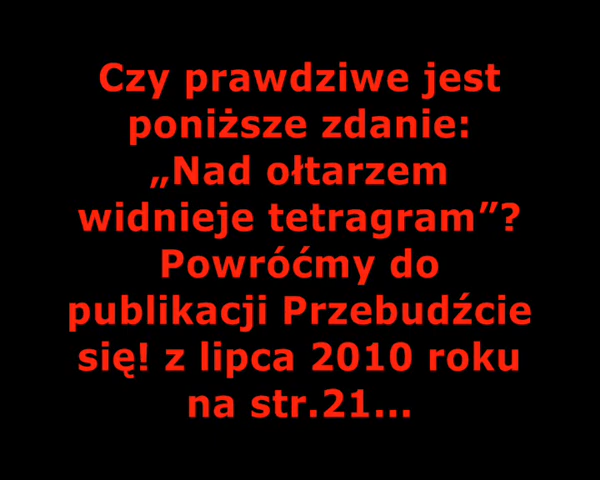 Czy prawdziwe jest
poniższe zdanie:
„Nad ołtarzem
widnieje tetragram”?
Powróćmy do
publikacji Przebudźcie
się! z lipca 2010 roku
na str.21...